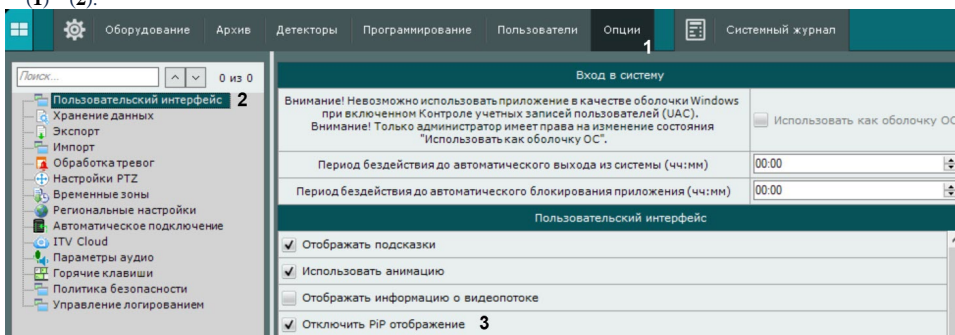 (1) (2).
Оборудование Архив Детекторы Программирование Пользователи Опции Системный журнал
1
Поиск... 0 из 0
Пользовательский интерфейс 2
Хранение данных
Экспорт
Импорт
Обработка тревог
Настройки PTZ
Временные зоны
Региональные настройки
Автоматическое подключение
ITV Cloud
Параметры аудио
Горячие клавиши
Политика безопасности
Управление логированием
Вход в систему
Внимание! Невозможно использовать приложение в качестве оболочки Windows
при включенном Контроле учетных записей пользователей (UAC).
Внимание! Только администратор имеет права на изменение состояния
"Использовать как оболочку ОС".
Использовать как оболочку ОС
Период бездействия до автоматического выхода из системы (чч:мм) 00:00
Период бездействия до автоматического блокирования приложения (чч:мм) 00:00
Пользовательский интерфейс
Отображать подсказки
Использовать анимацию
Отображать информацию о видеопотоке
Отключить PiP отображение 3